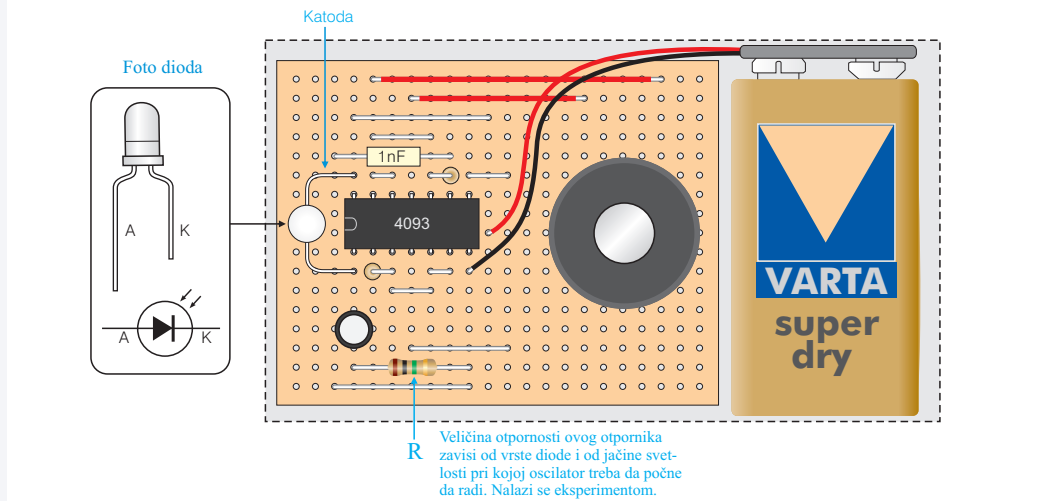 Katoda
Foto dioda
A
K
A
K
1nF
4093
VARTA
super
dry
R
Veličina otpornosti ovog otpornika
zavisi od vrste diode i od jačine svet-
losti pri kojoj oscilator treba da počne
da radi. Nalazi se eksperimentom.